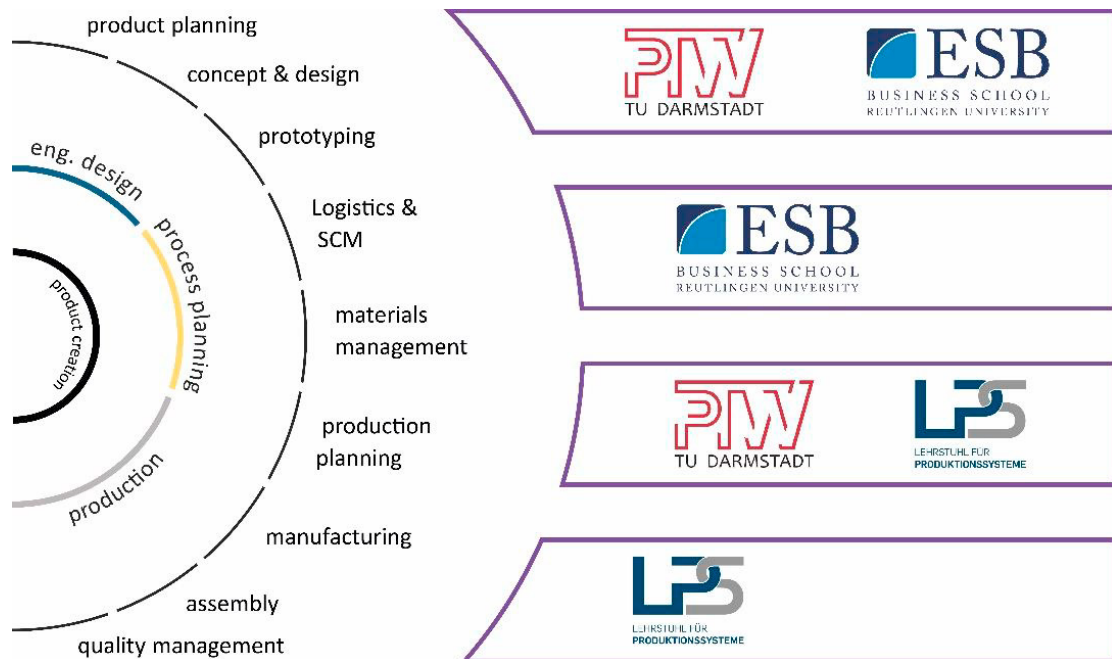 product planning
concept & design
prototyping
Logistics &
SCM
materials
management
production
planning
manufacturing
assembly
quality management
eng. design
process planning
production
product creation
PTW
TU DARMSTADT
ESB
BUSINESS SCHOOL
REUTLINGEN UNIVERSITY
ESB
BUSINESS SCHOOL
REUTLINGEN UNIVERSITY
PTW
TU DARMSTADT
LPS
LEHRSTUHL FÜR
PRODUKTIONSSYSTEME
LPS
LEHRSTUHL FÜR
PRODUKTIONSSYSTEME